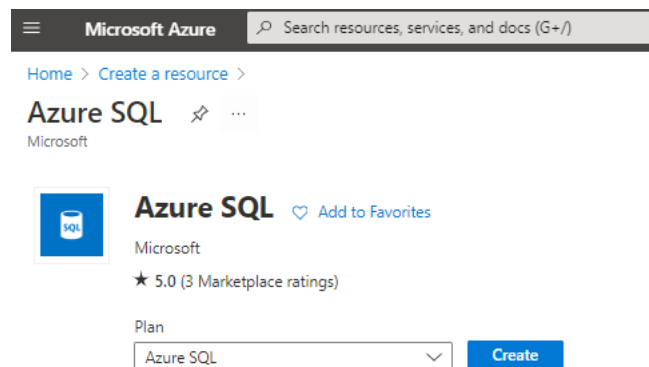 Microsoft Azure Search resources, services, and docs (G+/)
Home > Create a resource >
Azure SQL ...
Microsoft
SQL
Azure SQL Add to Favorites
Microsoft
★ 5.0 (3 Marketplace ratings)
Plan
Azure SQL Create